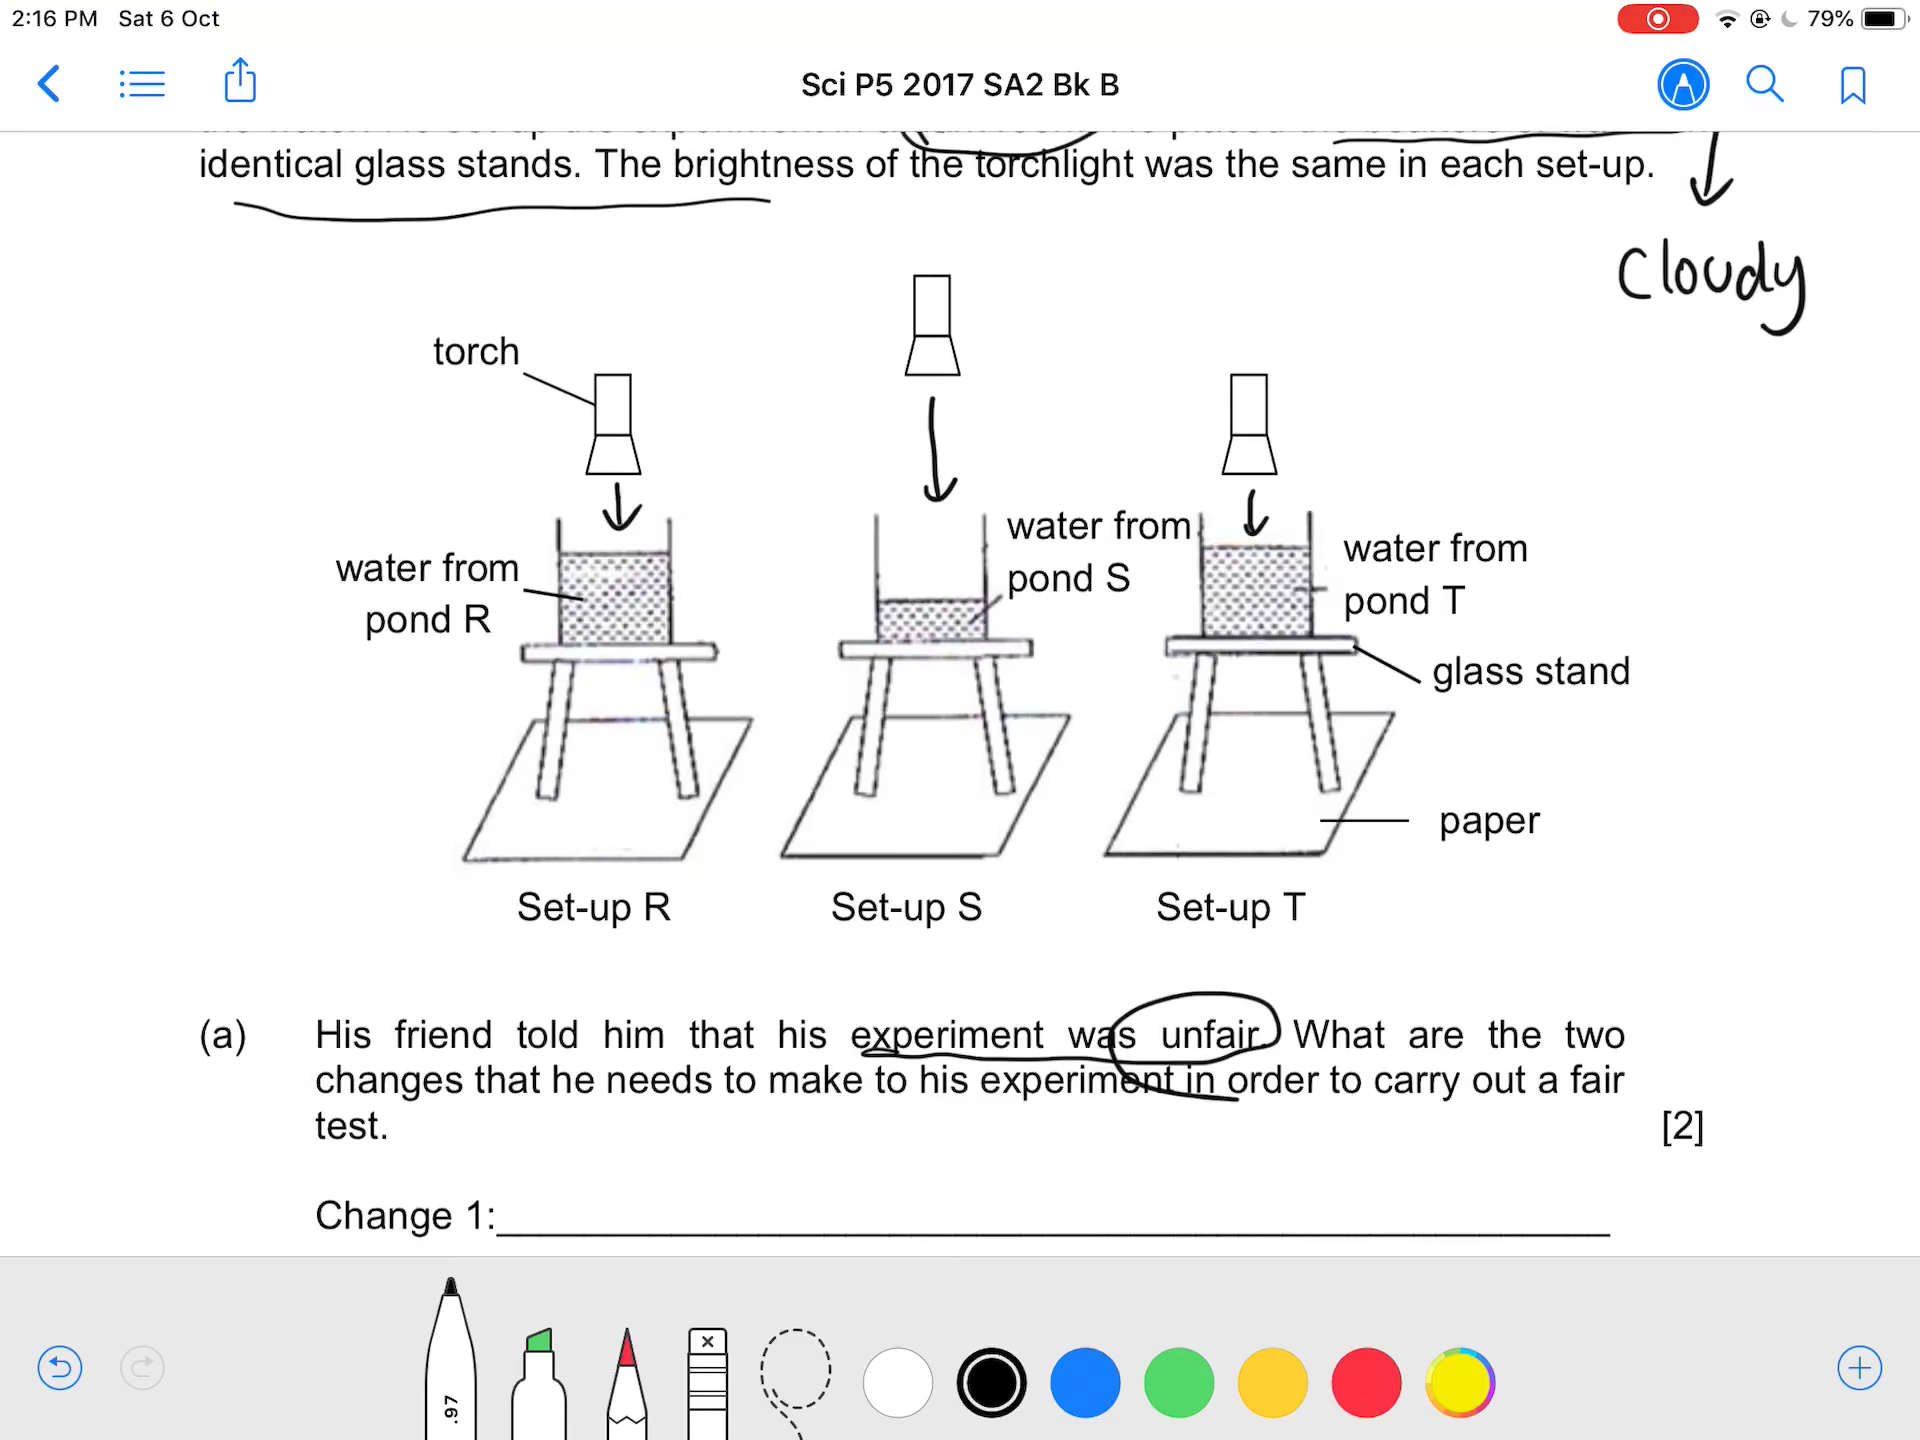 2:16 PM Sat 6 Oct
79%
Sci P5 2017 SA2 Bk B
identical glass stands. The brightness of the torchlight was the same in each set-up.
Cloudy
torch
water from
pond R
water from
pond S
water from
pond T
glass stand
paper
Set-up R
Set-up S
Set-up T
(a) His friend told him that his experiment was unfair. What are the two
changes that he needs to make to his experiment in order to carry out a fair
test. [2]
Change 1:
.97